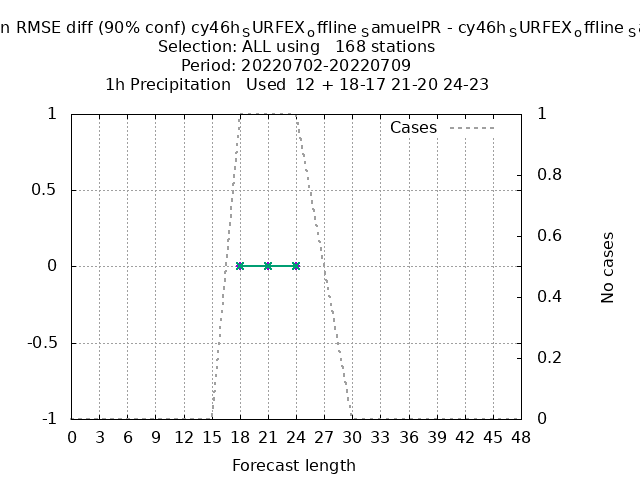 n RMSE diff (90% conf) cy46hSURFEXoffline SamuelPR - cy46hSURFEXoffline S
Selection: ALL using 168 stations
Period: 20220702-20220709
1h Precipitation Used 12 + 18-17 21-20 24-23
Cases
1
0.5
0
-0.5
-1
1
0.8
0.6
0.4
0.2
0
No cases
0 3 6 9 12 15 18 21 24 27 30 33 36 39 42 45 48
Forecast length